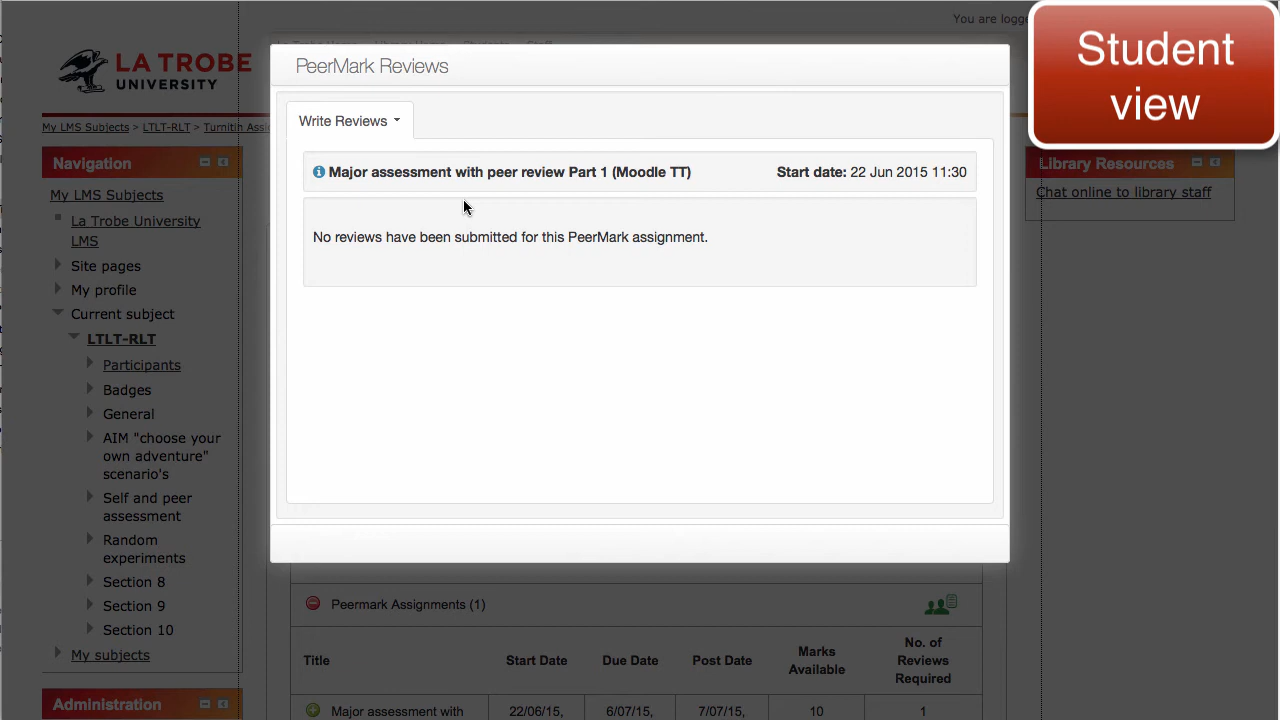 You are logge
Student
view
LA TROBE
UNIVERSITY
PeerMark Reviews
My LMS Subjects > LTLT-RLT > Turnitin Assi
Write Reviews
Navigation
Library Resources
Major assessment with peer review Part 1 (Moodle TT) Start date: 22 Jun 2015 11:30
My LMS Subjects
Chat online to library staff
La Trobe University
LMS
No reviews have been submitted for this PeerMark assignment.
Site pages
My profile
Current subject
LTLT-RLT
Participants
Badges
General
AIM "choose your
own adventure"
scenario's
Self and peer
assessment
Random
experiments
Section 8
Section 9
Section 10
My subjects
Administration
Peermark Assignments (1)
Title Start Date Due Date Post Date Marks Available No. of Reviews Required
Major assessment with 22/06/15, 6/07/15, 7/07/15, 10 1